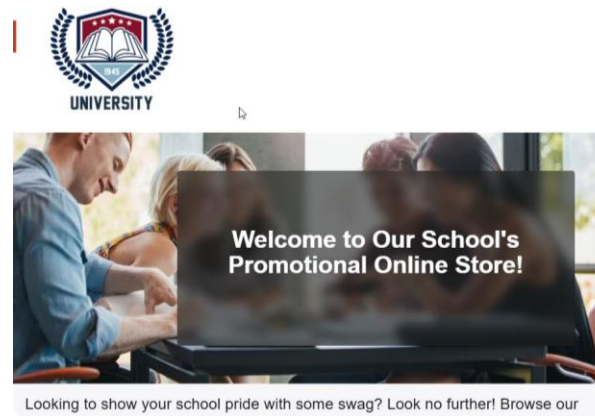 1945
UNIVERSITY
Welcome to Our School's
Promotional Online Store!
Looking to show your school pride with some swag? Look no further! Browse our